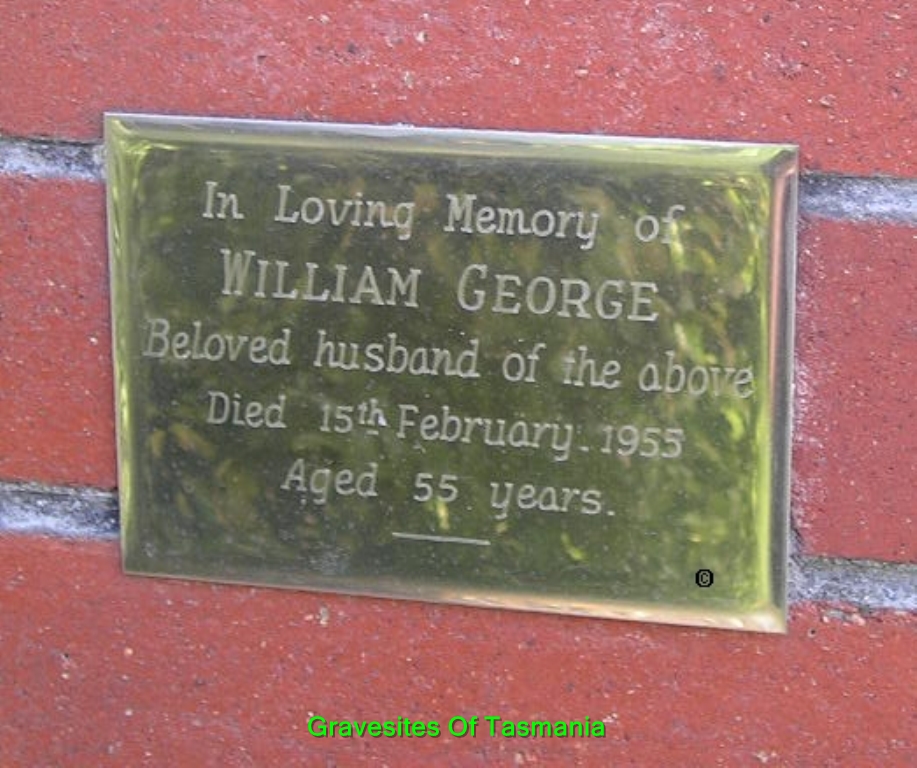 In Loving Memory of
WILLIAM GEORGE
Beloved husband of the above
Died 15th February. 1955
Aged 55 years.
©
Gravesites Of Tasmania